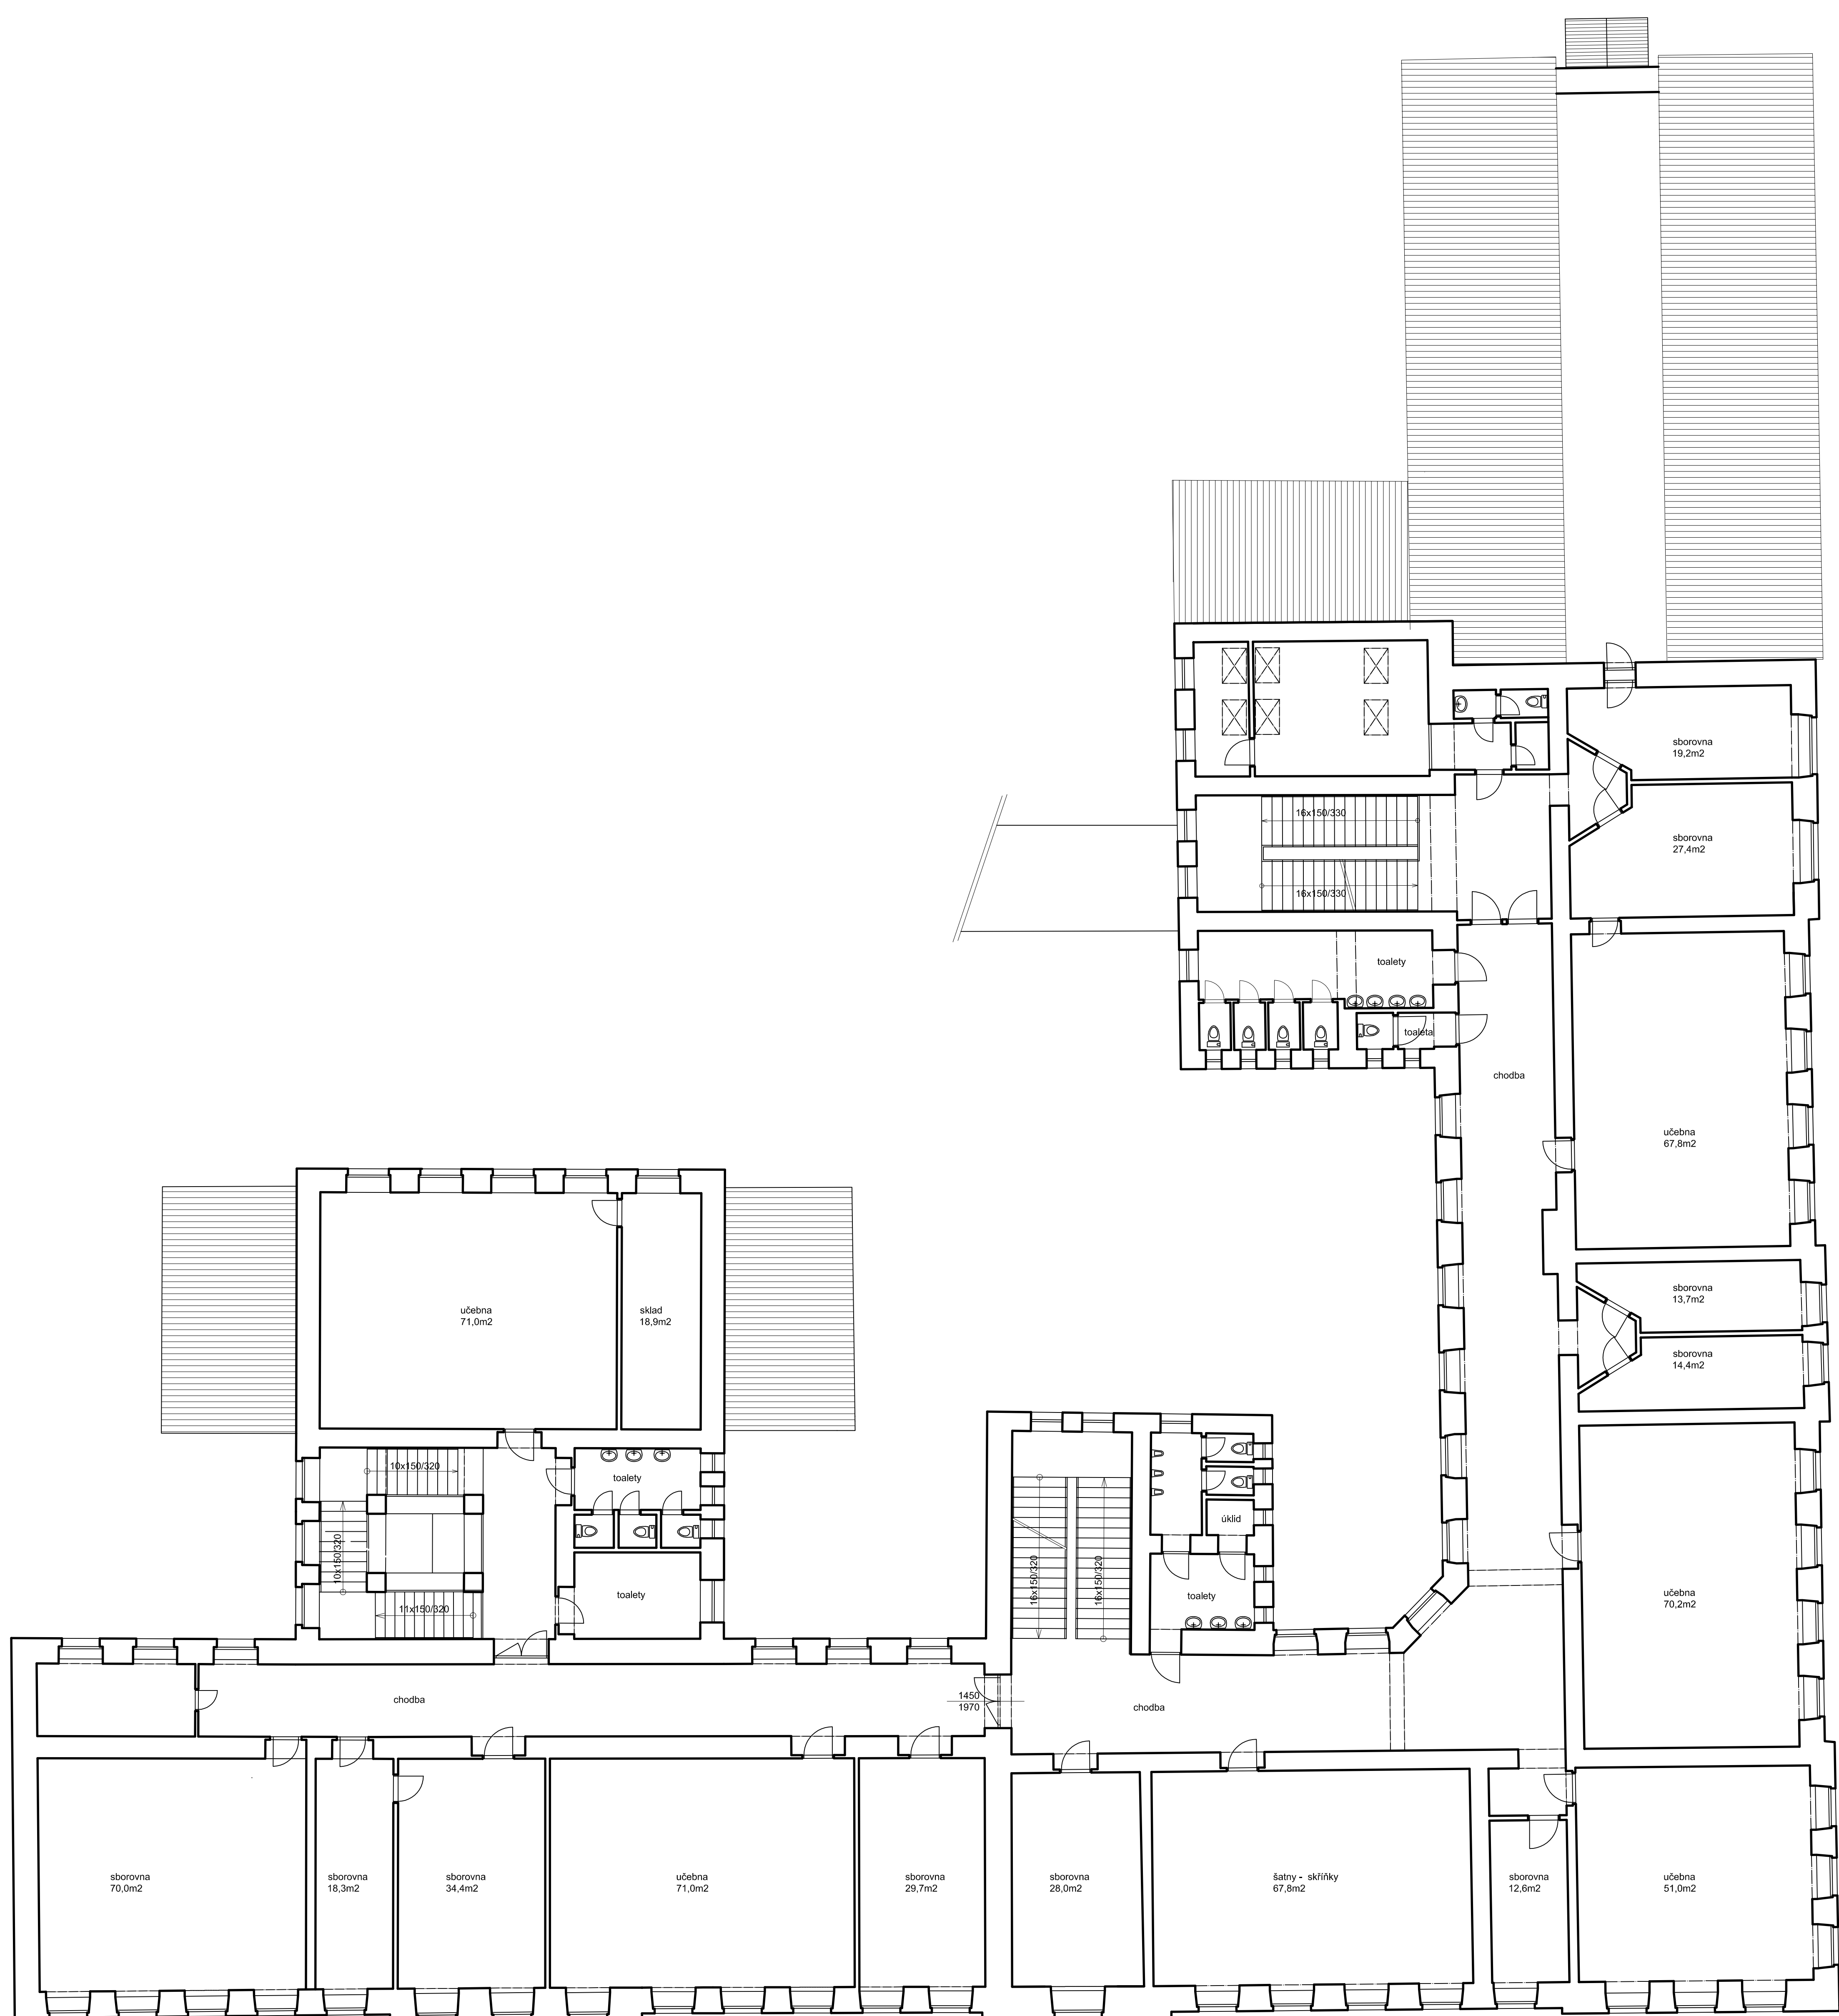 sborovna
19,2m2
16x150/330
sborovna
27,4m2
16x150/330
toalety
toaleta
chodba
učebna
67,8m2
sborovna
13,7m2
učebna
71,0m2
sklad
18,9m2
sborovna
14,4m2
10x150/320
toalety
úklid
10x150/320
16x150/320
16x150/320
toalety
toalety
učebna
70,2m2
11x150/320
chodba
1450
1970
chodba
sborovna
70,0m2
sborovna
18,3m2
sborovna
34,4m2
učebna
71,0m2
sborovna
29,7m2
sborovna
28,0m2
šatny - skříňky
67,8m2
sborovna
12,6m2
učebna
51,0m2